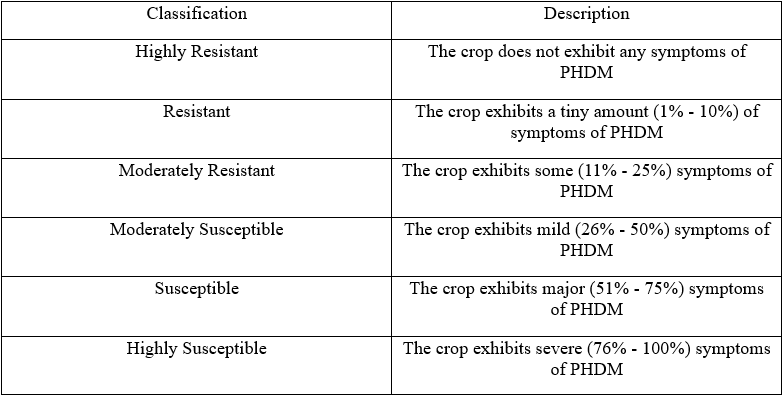 Classification Description
Highly Resistant The crop does not exhibit any symptoms of
PHDM
Resistant The crop exhibits a tiny amount (1% - 10%) of
symptoms of PHDM
Moderately Resistant The crop exhibits some (11% - 25%) symptoms of
PHDM
Moderately Susceptible The crop exhibits mild (26% - 50%) symptoms of
PHDM
Susceptible The crop exhibits major (51% - 75%) symptoms
of PHDM
Highly Susceptible The crop exhibits severe (76% - 100%) symptoms
of PHDM